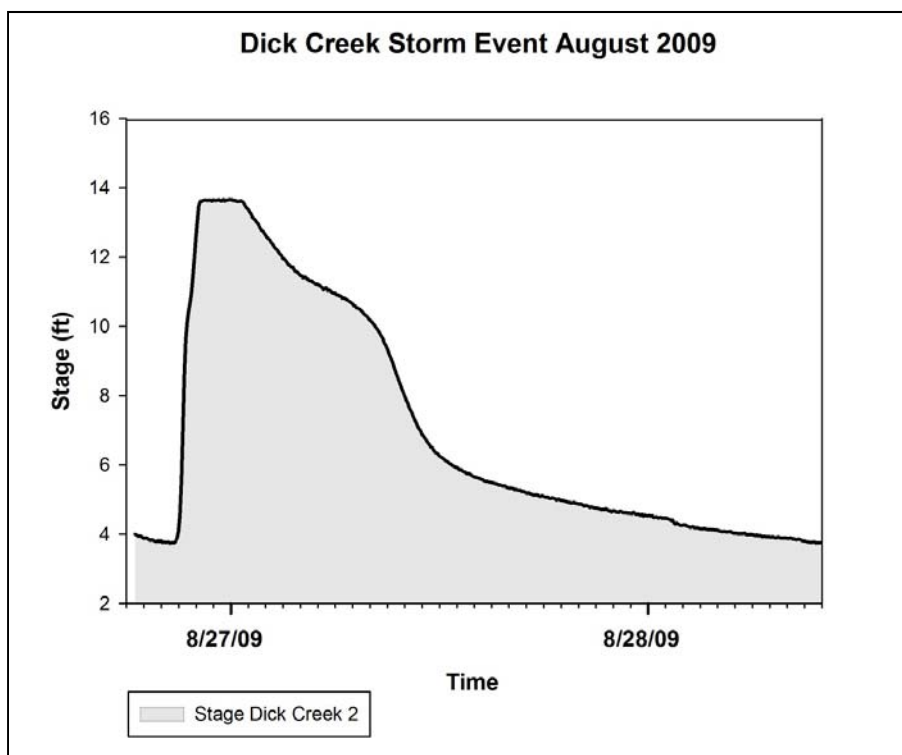 Dick Creek Storm Event August 2009
16
14
12
10
8
6
4
2
Stage (ft)
8/27/09
8/28/09
Time
Stage Dick Creek 2